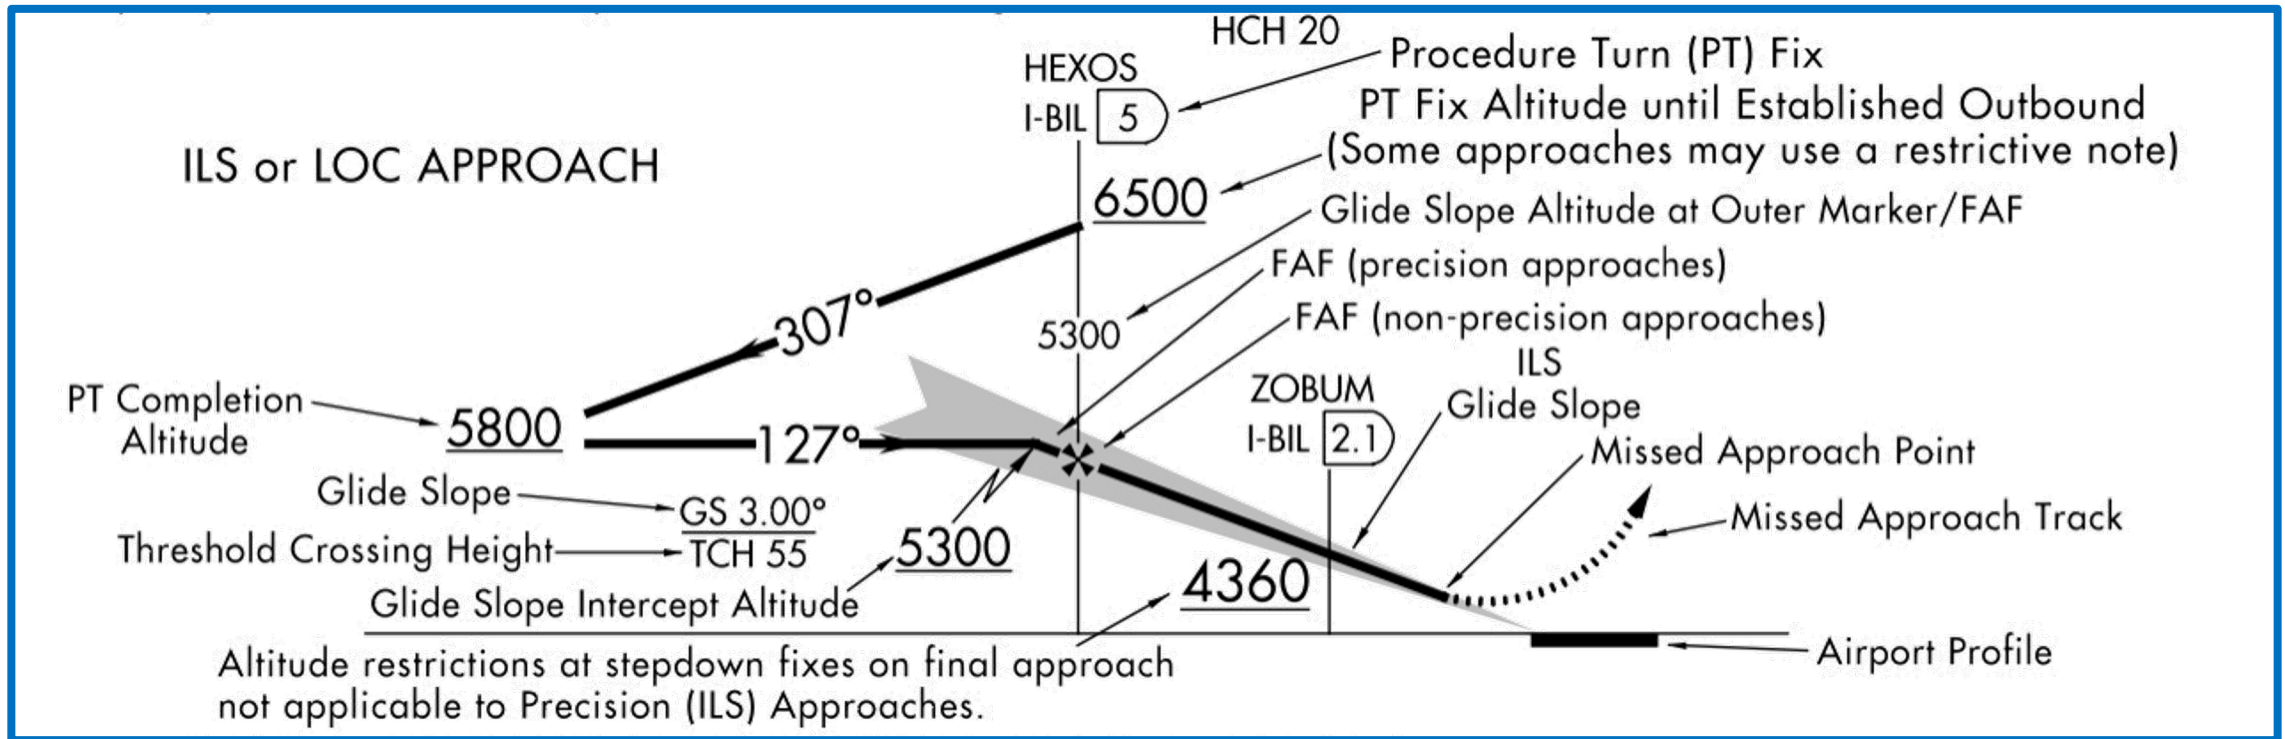 HCH 20
HEXOS
I-BIL 5
Procedure Turn (PT) Fix
PT Fix Altitude until Established Outbound
(Some approaches may use a restrictive note)
ILS or LOC APPROACH
6500
Glide Slope Altitude at Outer Marker/FAF
FAF (precision approaches)
307°
5300
FAF (non-precision approaches)
ILS
Glide Slope
ZOBUM
I-BIL 2.1
PT Completion
Altitude
5800
127°
Missed Approach Point
Glide Slope
GS 3.00°
Missed Approach Track
Threshold Crossing Height
TCH 55
5300
4360
Glide Slope Intercept Altitude
Altitude restrictions at stepdown fixes on final approach
not applicable to Precision (ILS) Approaches.
Airport Profile